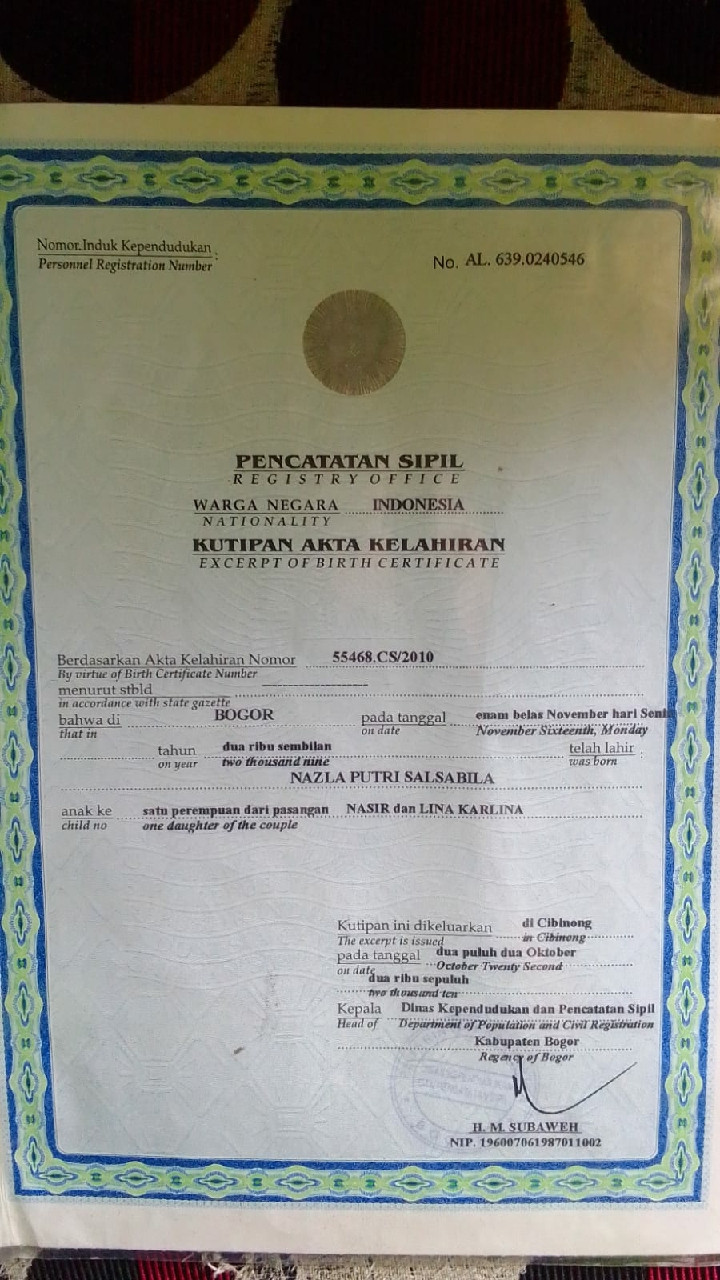 Nomor Induk Kependudukan :
Personnel Registration Number
No. AL. 639.0240546
PENCATATAN SIPIL
REGISTRY OFFICE
WARGA NEGARA INDONESIA
NATIONALITY
KUTIPAN AKTA KELAHIRAN
EXCERPT OF BIRTH CERTIFICATE
Berdasarkan Akta Kelahiran Nomor 55468.CS/2010
By virtue of Birth Certificate Number
menurut stbld
in accordance with state gazette
bahwa di BOGOR pada tanggal enam belas November hari Senin
that in on date November Sixteenth, Monday
tahun dua ribu sembilan telah lahir
on year two thousand nine was born
NAZLA PUTRI SALSABILA
anak ke satu perempuan dari pasangan NASIR dan LINA KARLINA
child no one daughter of the couple
Kutipan ini dikeluarkan di Cibinong
The excerpt is issued in Cibinong
pada tanggal dua puluh dua Oktober
on date October Twenty Second
dua ribu sepuluh
two thousand ten
Kepala Dinas Kependudukan dan Pencatatan Sipil
Head of Department of Population and Civil Registration
Kabupaten Bogor
Regency of Bogor
H. M. SUBAWEH
NIP. 196007061987011002